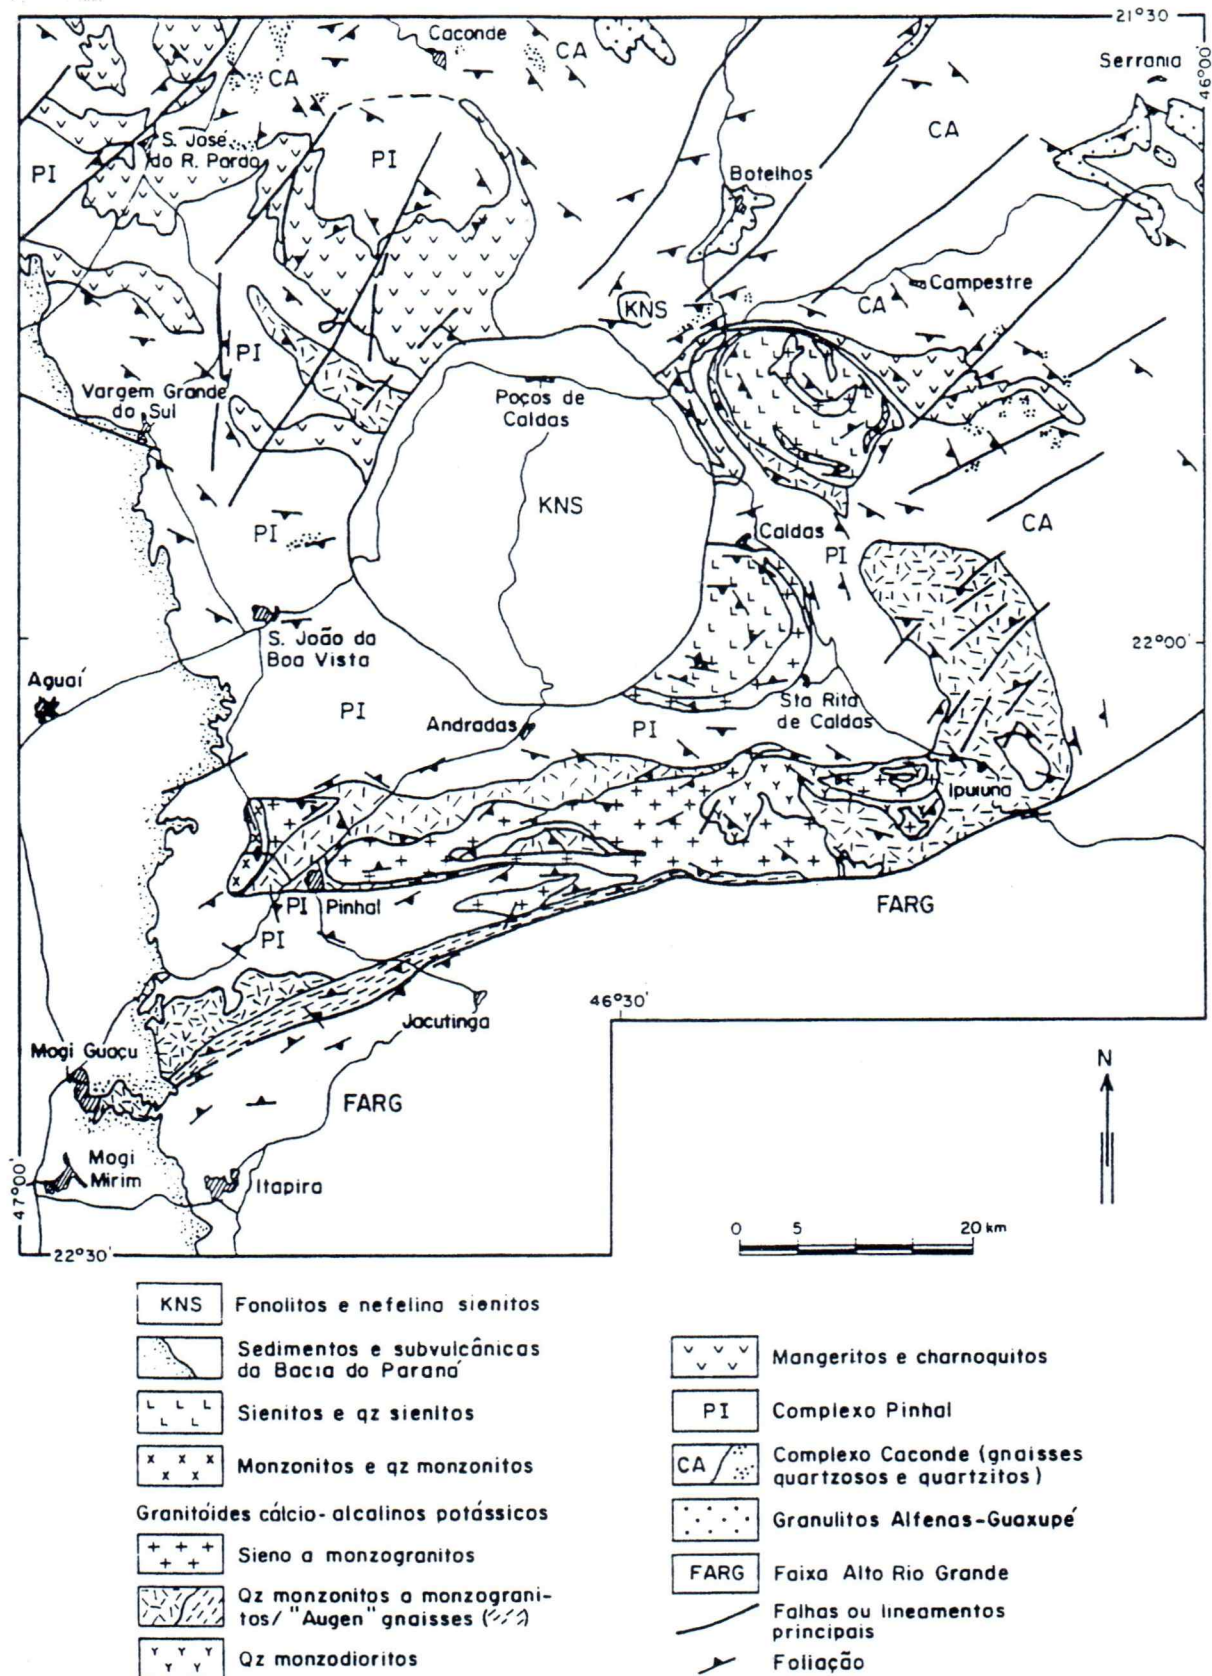 21°30'
46°00'
Caconde
CA
Serrania
CA
CA
S. José
do R. Pardo
PI
PI
Botelhos
KNS
CA
Campestre
PI
Vargem Grande
do Sul
Poços de
Caldas
KNS
CA
PI
Caldas
PI
S. João da
Boa Vista
22°00'
Aguaí
PI
Andradas
PI
Sta Rita
de Caldas
Ipuiuna
PI
Pinhal
FARG
PI
46°30'
Jacutinga
Mogi Guaçu
FARG
N
Mogi
Mirim
Itapira
47°00'
22°30'
0 5 20 km
KNS Fonolitos e nefelina sienitos
Sedimentos e subvulcânicas
da Bacia do Paraná
Sienitos e qz sienitos
Monzonitos e qz monzonitos
Granitóides cálcio-alcalinos potássicos
Sieno a monzogranitos
Qz monzonitos a monzograni-
tos/ "Augen" gnaisses ( )
Qz monzodioritos
Mangeritos e charnoquitos
PI Complexo Pinhal
CA Complexo Caconde (gnaisses
quartzosos e quartzitos)
Granulitos Alfenas-Guaxupé
FARG Faixa Alto Rio Grande
Falhas ou lineamentos
principais
Foliação